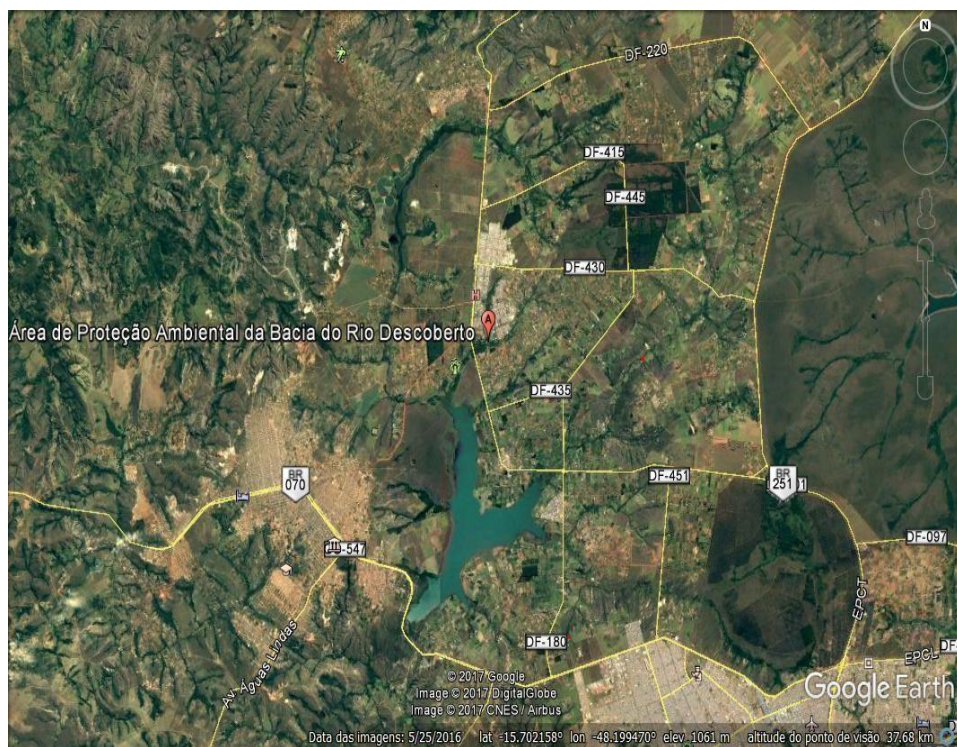 N
DF-220
DF-415
DF-445
DF-430
A
H
Área de Proteção Ambiental da Bacia do Rio Descoberto
DF-435
BR
070
DF-451
BR
251
DF-097
EPCT
DF-180
EPCL
Av. Águas Lindas
© 2017 Google
Image © 2017 DigitalGlobe
Image © 2017 CNES / Airbus
Google Earth
Data das imagens: 5/25/2016 lat -15.702158° lon -48.199470° elev 1061 m altitude do ponto de visão 37.68 km